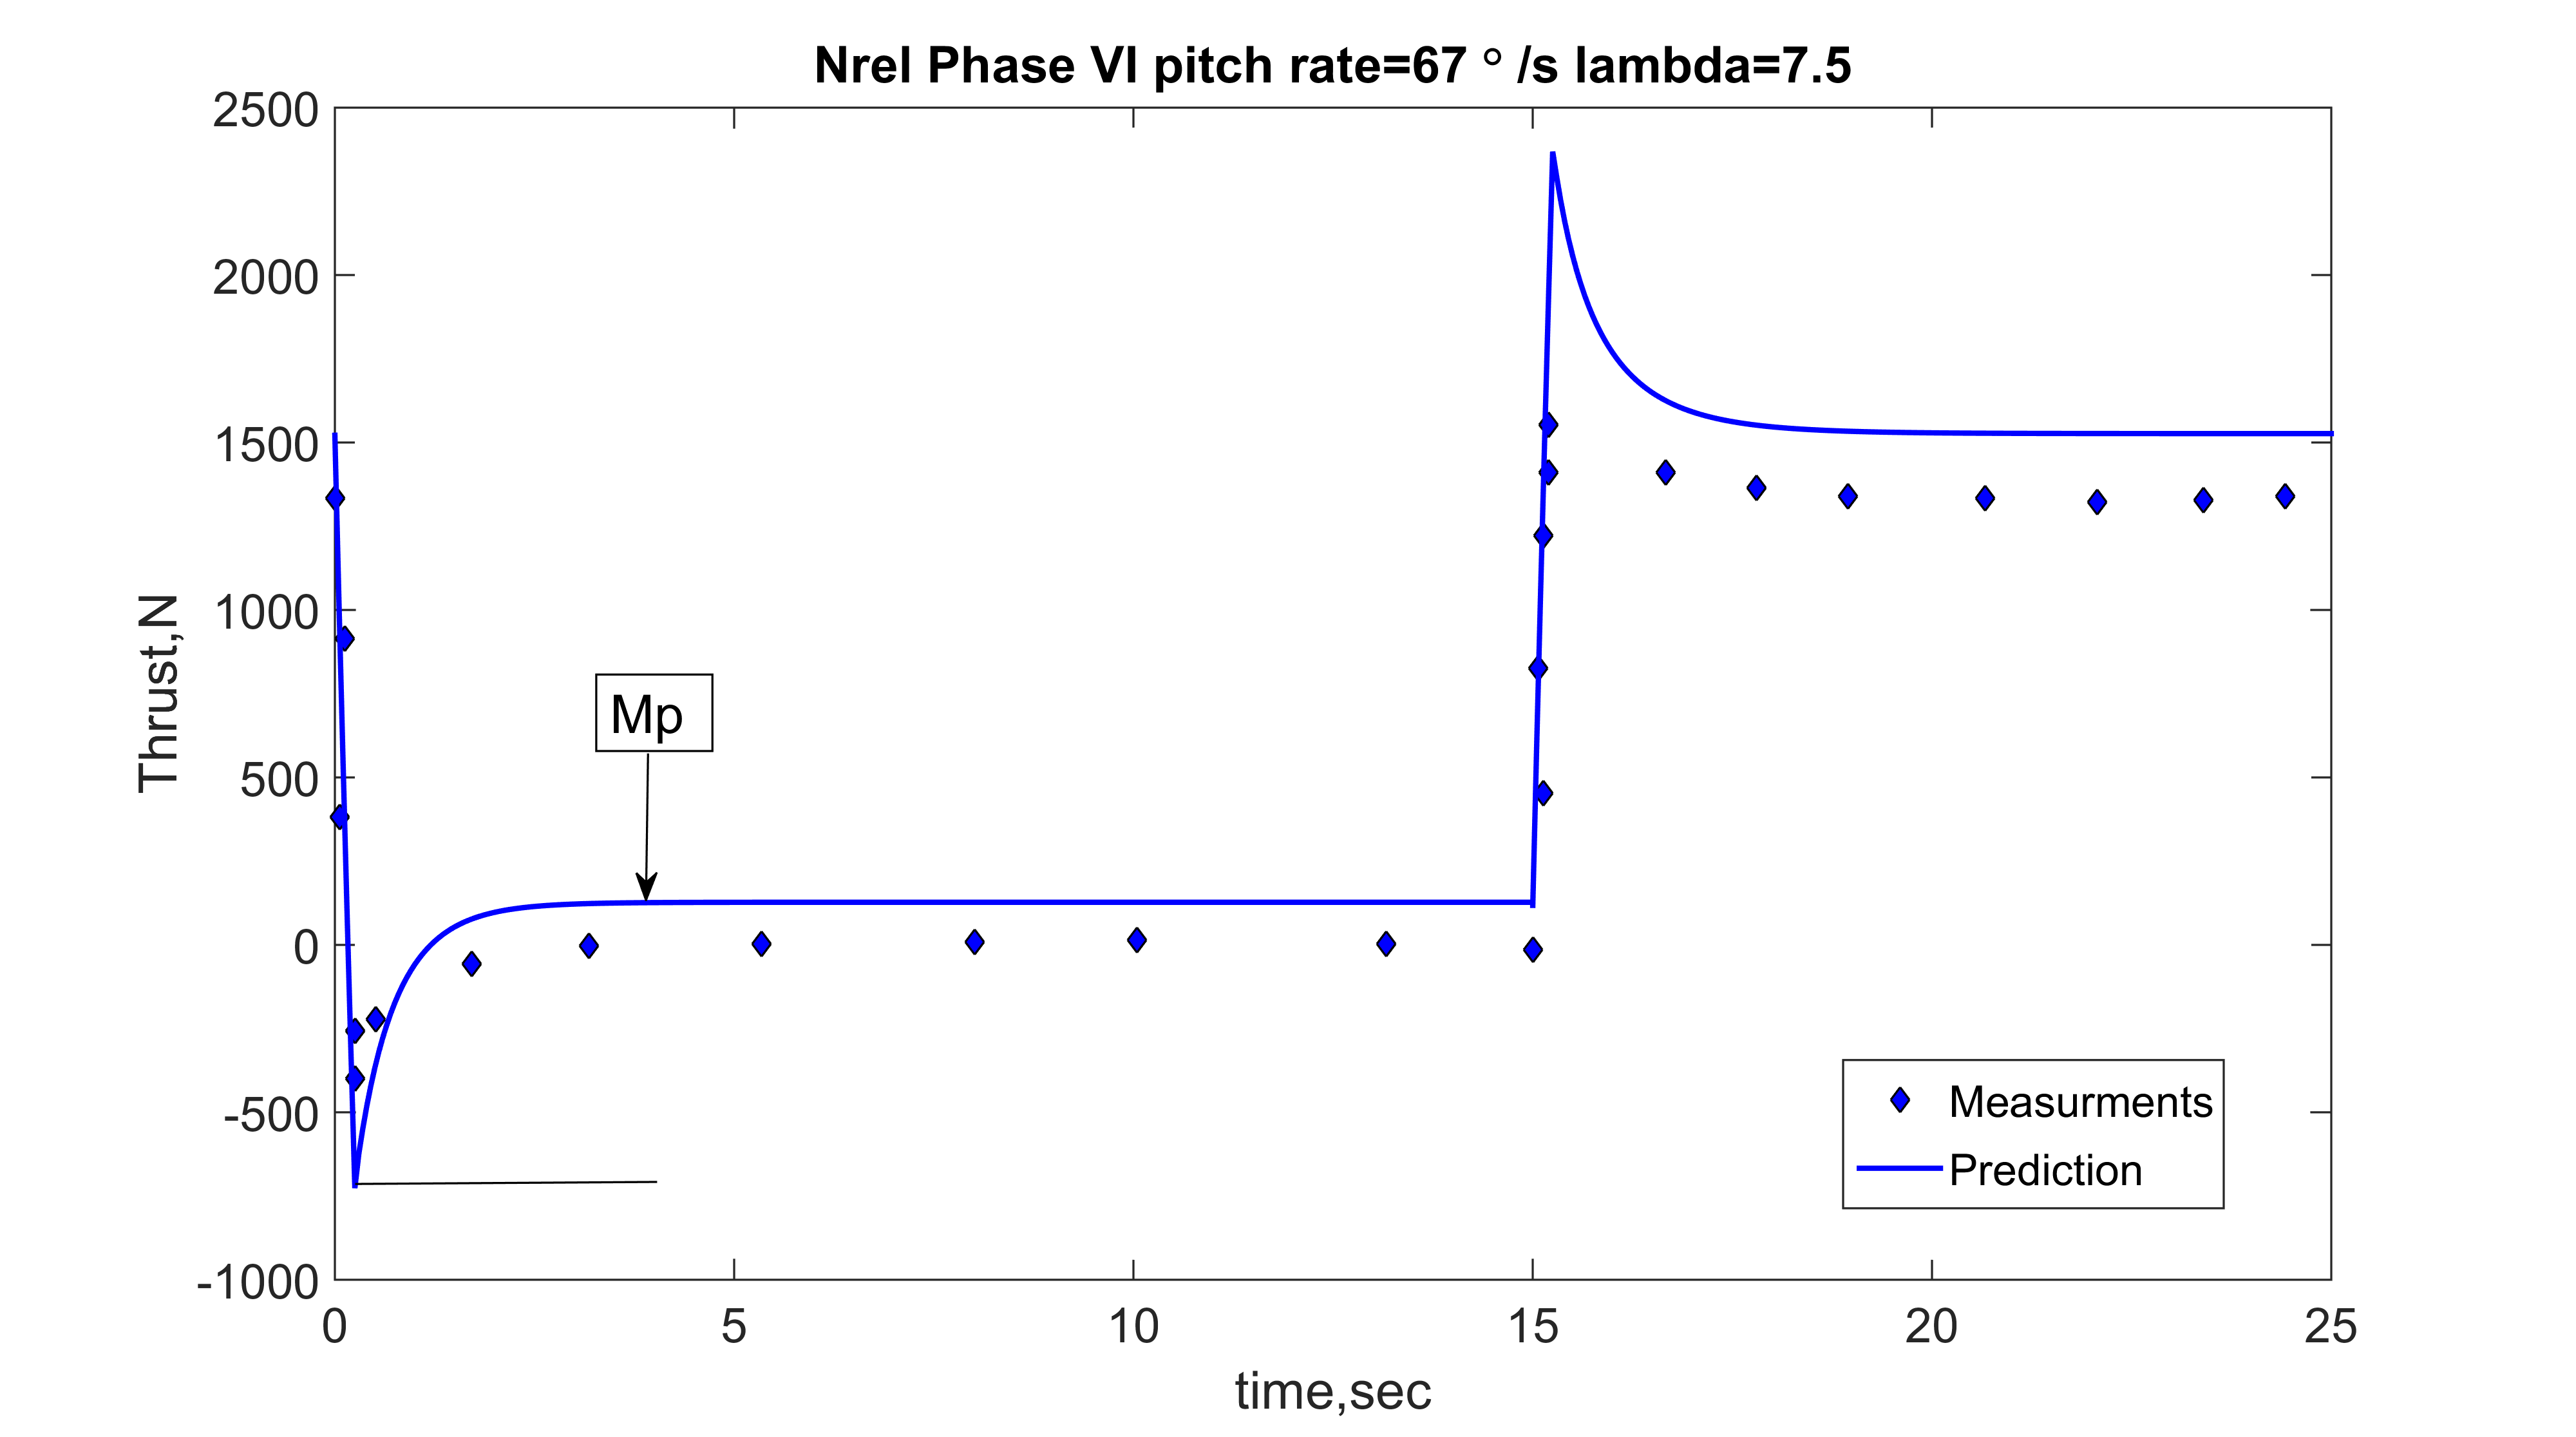 Nrel Phase VI pitch rate=67 ° /s lambda=7.5
2500
2000
1500
1000
500
0
-500
-1000
Thrust,N
Mp
Measurments
Prediction
0 5 10 15 20 25
time,sec